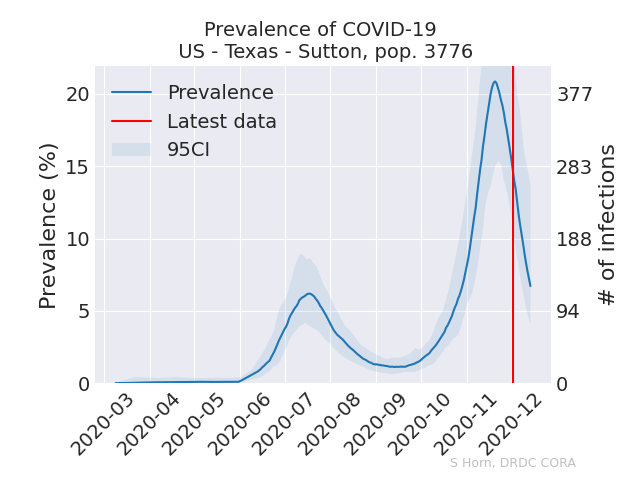 Prevalence of COVID-19
US - Texas - Sutton, pop. 3776
Prevalence
Latest data
95CI
Prevalence (%)
20
15
10
5
0
377
283
188
94
0
# of infections
2020-03
2020-04
2020-05
2020-06
2020-07
2020-08
2020-09
2020-10
2020-11
2020-12
S Horn, DRDC CORA